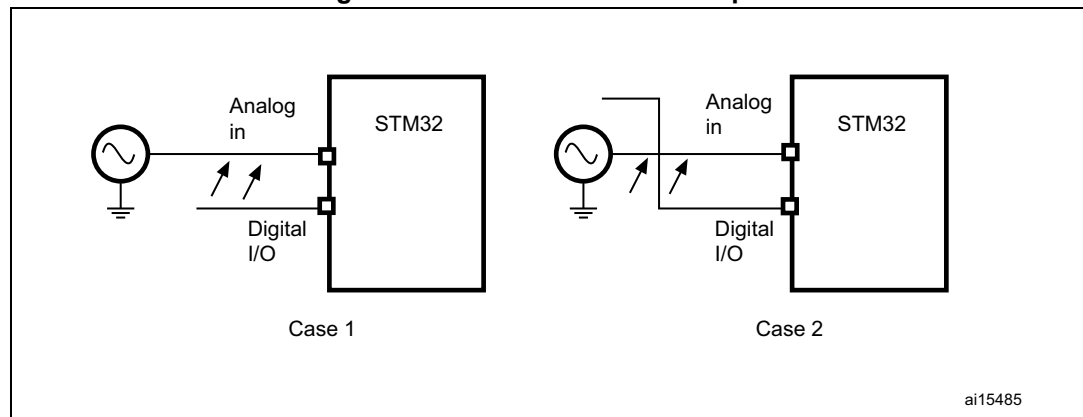 Analog
in
STM32
Digital
I/O
Case 1
Analog
in
STM32
Digital
I/O
Case 2
ai15485